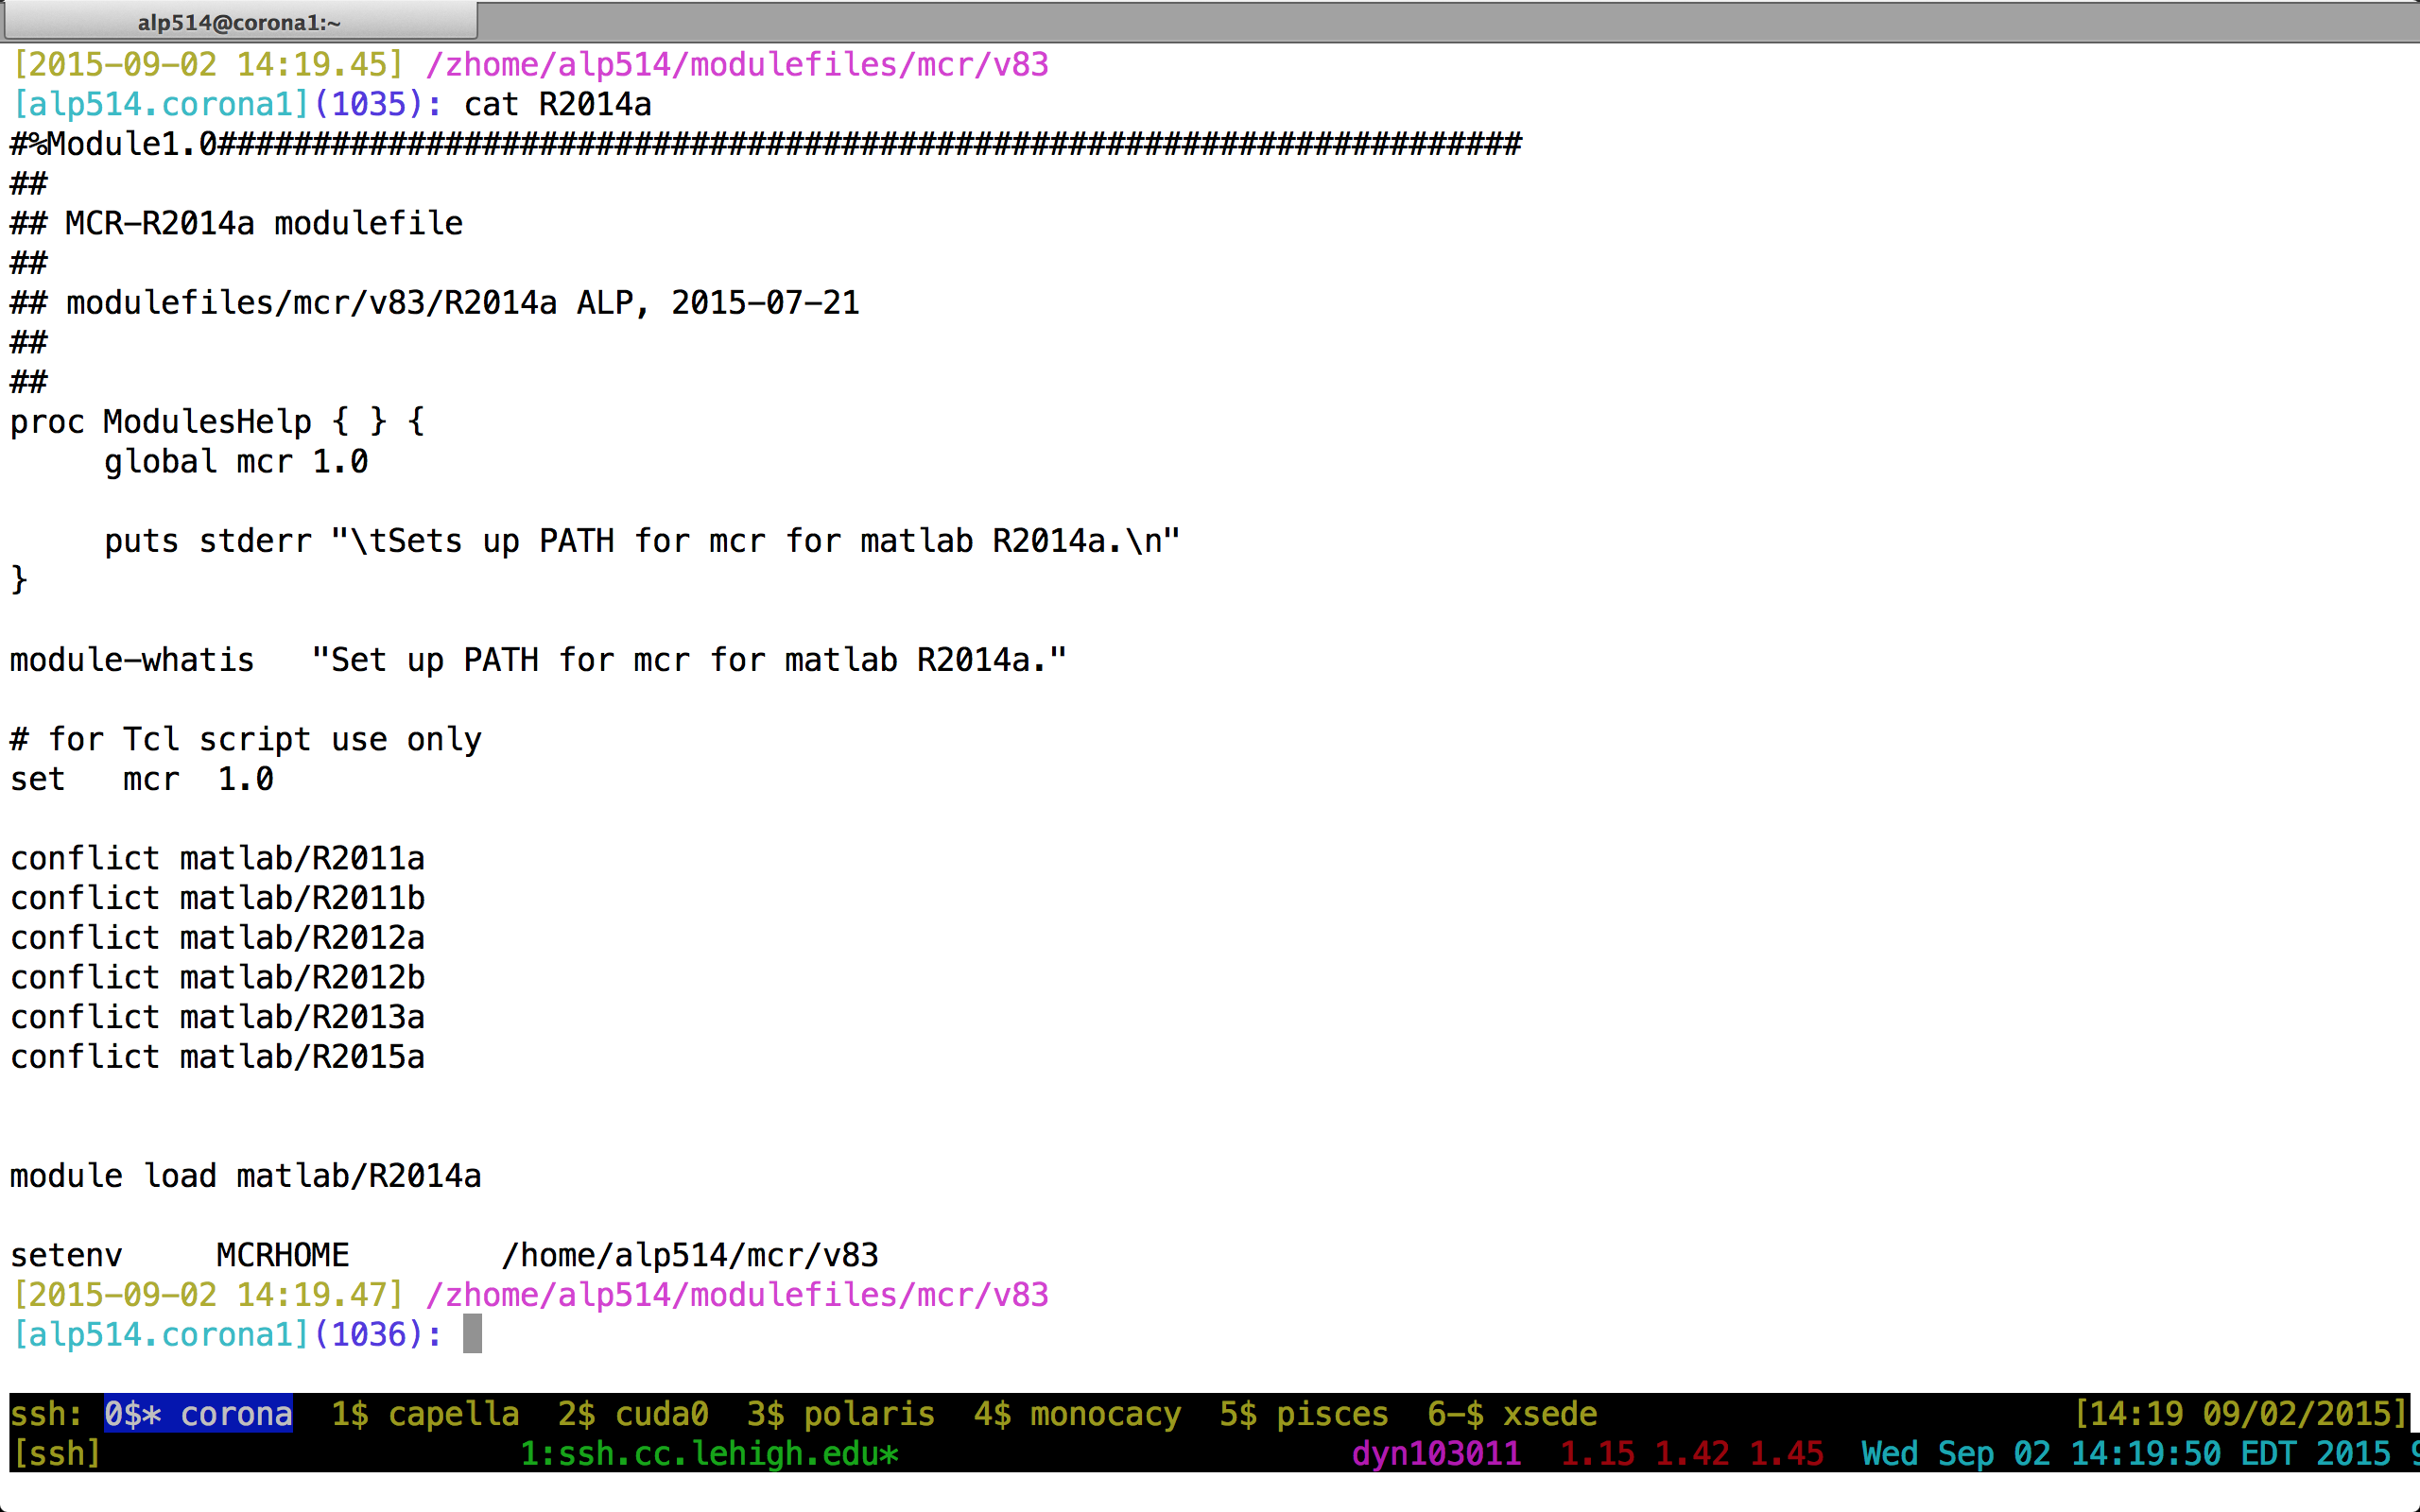 alp514@corona1:~
[2015-09-02 14:19.45] /zhome/alp514/modulefiles/mcr/v83
[alp514.corona1](1035): cat R2014a
#%Module1.0#####################################################################
##
## MCR-R2014a modulefile
##
## modulefiles/mcr/v83/R2014a ALP, 2015-07-21
##
##
proc ModulesHelp { } {
     global mcr 1.0
     puts stderr "\tSets up PATH for mcr for matlab R2014a.\n"
}
module-whatis   "Set up PATH for mcr for matlab R2014a."
# for Tcl script use only
set   mcr  1.0
conflict matlab/R2011a
conflict matlab/R2011b
conflict matlab/R2012a
conflict matlab/R2012b
conflict matlab/R2013a
conflict matlab/R2015a
module load matlab/R2014a
setenv     MCRHOME        /home/alp514/mcr/v83
[2015-09-02 14:19.47] /zhome/alp514/modulefiles/mcr/v83
[alp514.corona1](1036):
ssh: 0$* corona  1$ capella  2$ cuda0  3$ polaris  4$ monocacy  5$ pisces  6-$ xsede [14:19 09/02/2015]
[ssh] 1:ssh.cc.lehigh.edu* dyn103011  1.15 1.42 1.45  Wed Sep 02 14:19:50 EDT 2015